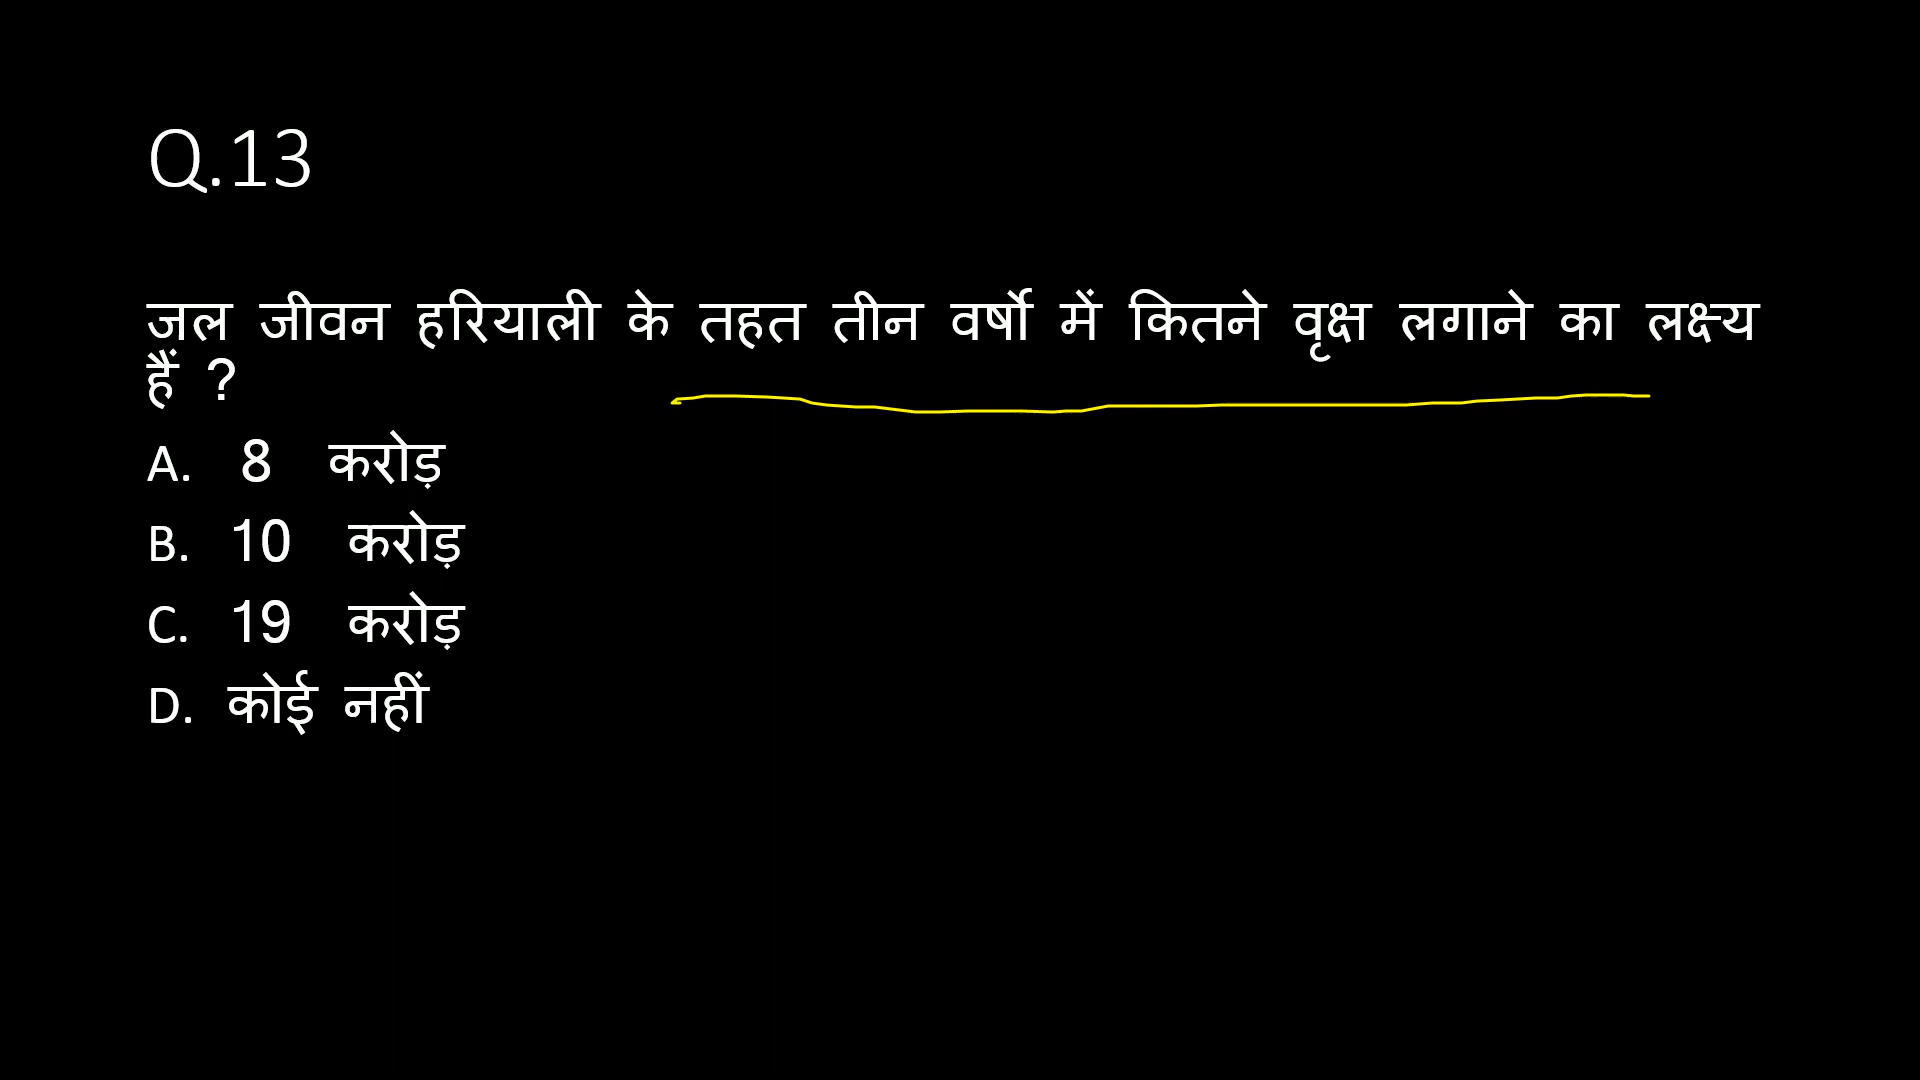 Q.13
जल जीवन हरियाली के तहत तीन वर्षो में कितने वृक्ष लगाने का लक्ष्य
हैं ?
A. 8 करोड़
B. 10 करोड़
C. 19 करोड़
D. कोई नहीं